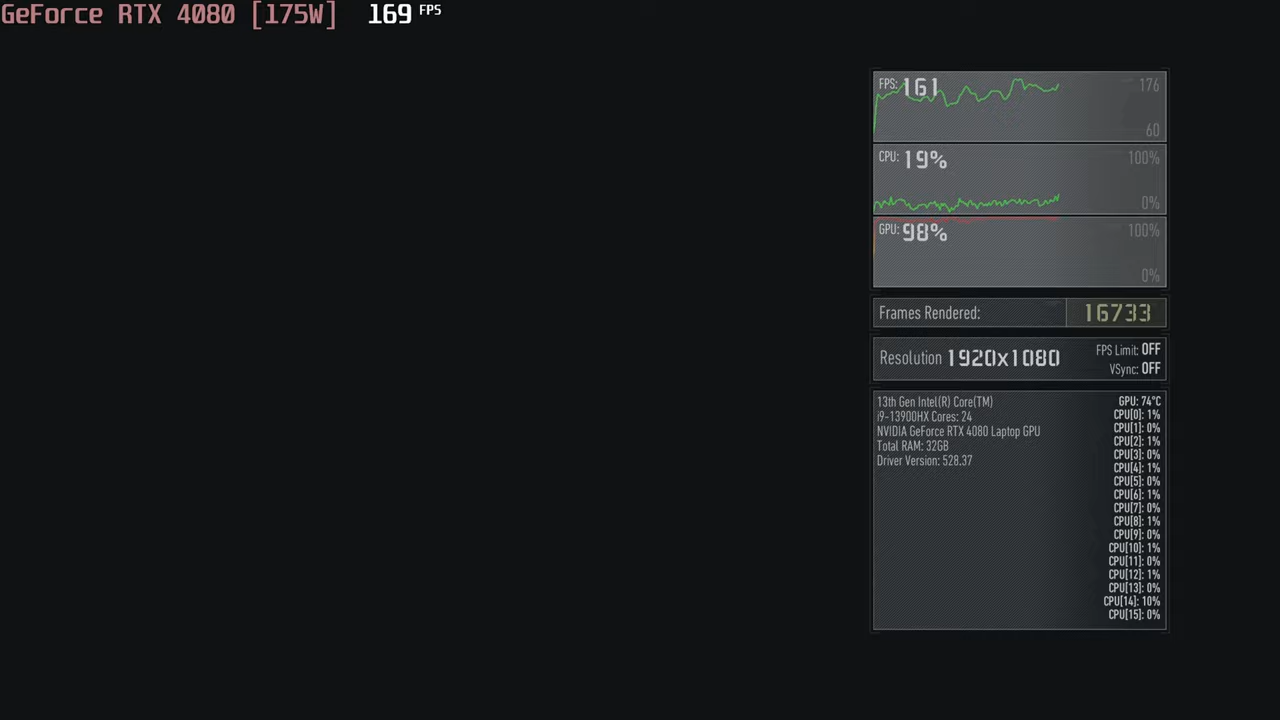 GeForce RTX 4080 [175W] 169 FPS
FPS: 161 176
60
CPU: 19% 100%
0%
GPU: 98% 100%
0%
Frames Rendered: 16733
Resolution 1920x1080 FPS Limit: OFF
VSync: OFF
13th Gen Intel(R) Core(TM)
i9-13900HX Cores: 24
NVIDIA GeForce RTX 4080 Laptop GPU
Total RAM: 32GB
Driver Version: 528.37
GPU: 74°C
CPU[0]: 1%
CPU[1]: 0%
CPU[2]: 1%
CPU[3]: 0%
CPU[4]: 1%
CPU[5]: 0%
CPU[6]: 1%
CPU[7]: 0%
CPU[8]: 1%
CPU[9]: 0%
CPU[10]: 1%
CPU[11]: 0%
CPU[12]: 1%
CPU[13]: 0%
CPU[14]: 10%
CPU[15]: 0%